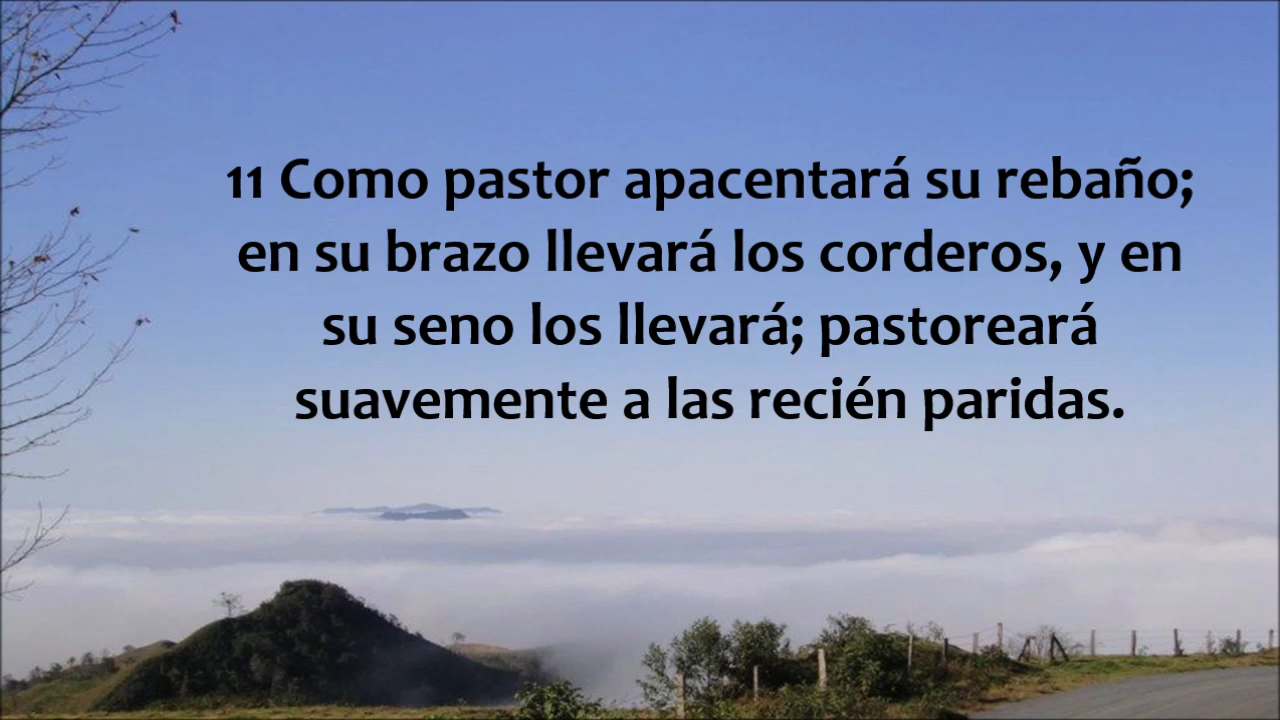 11 Como pastor apacentará su rebaño;
en su brazo llevará los corderos, y en
su seno los llevará; pastoreará
suavemente a las recién paridas.